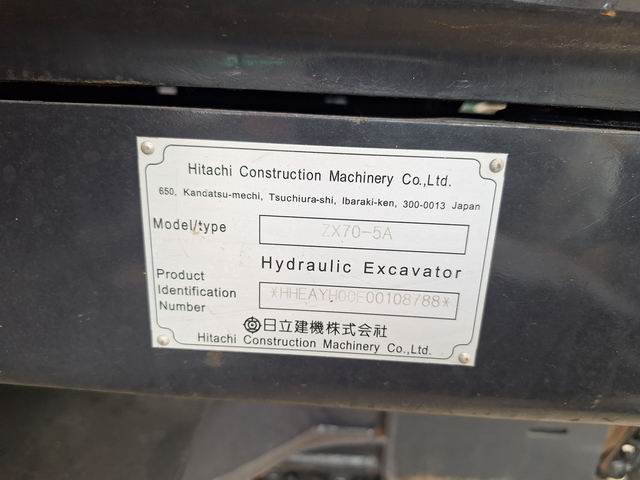 Hitachi Construction Machinery Co.,Ltd.
650, Kandatsu-mechi, Tsuchiura-shi, Ibaraki-ken, 300-0013 Japan
Model/type ZX70-5A
Hydraulic Excavator
Product
Identification
Number
*HHEAYH00E00108788*
日立建機株式会社
Hitachi Construction Machinery Co.,Ltd.